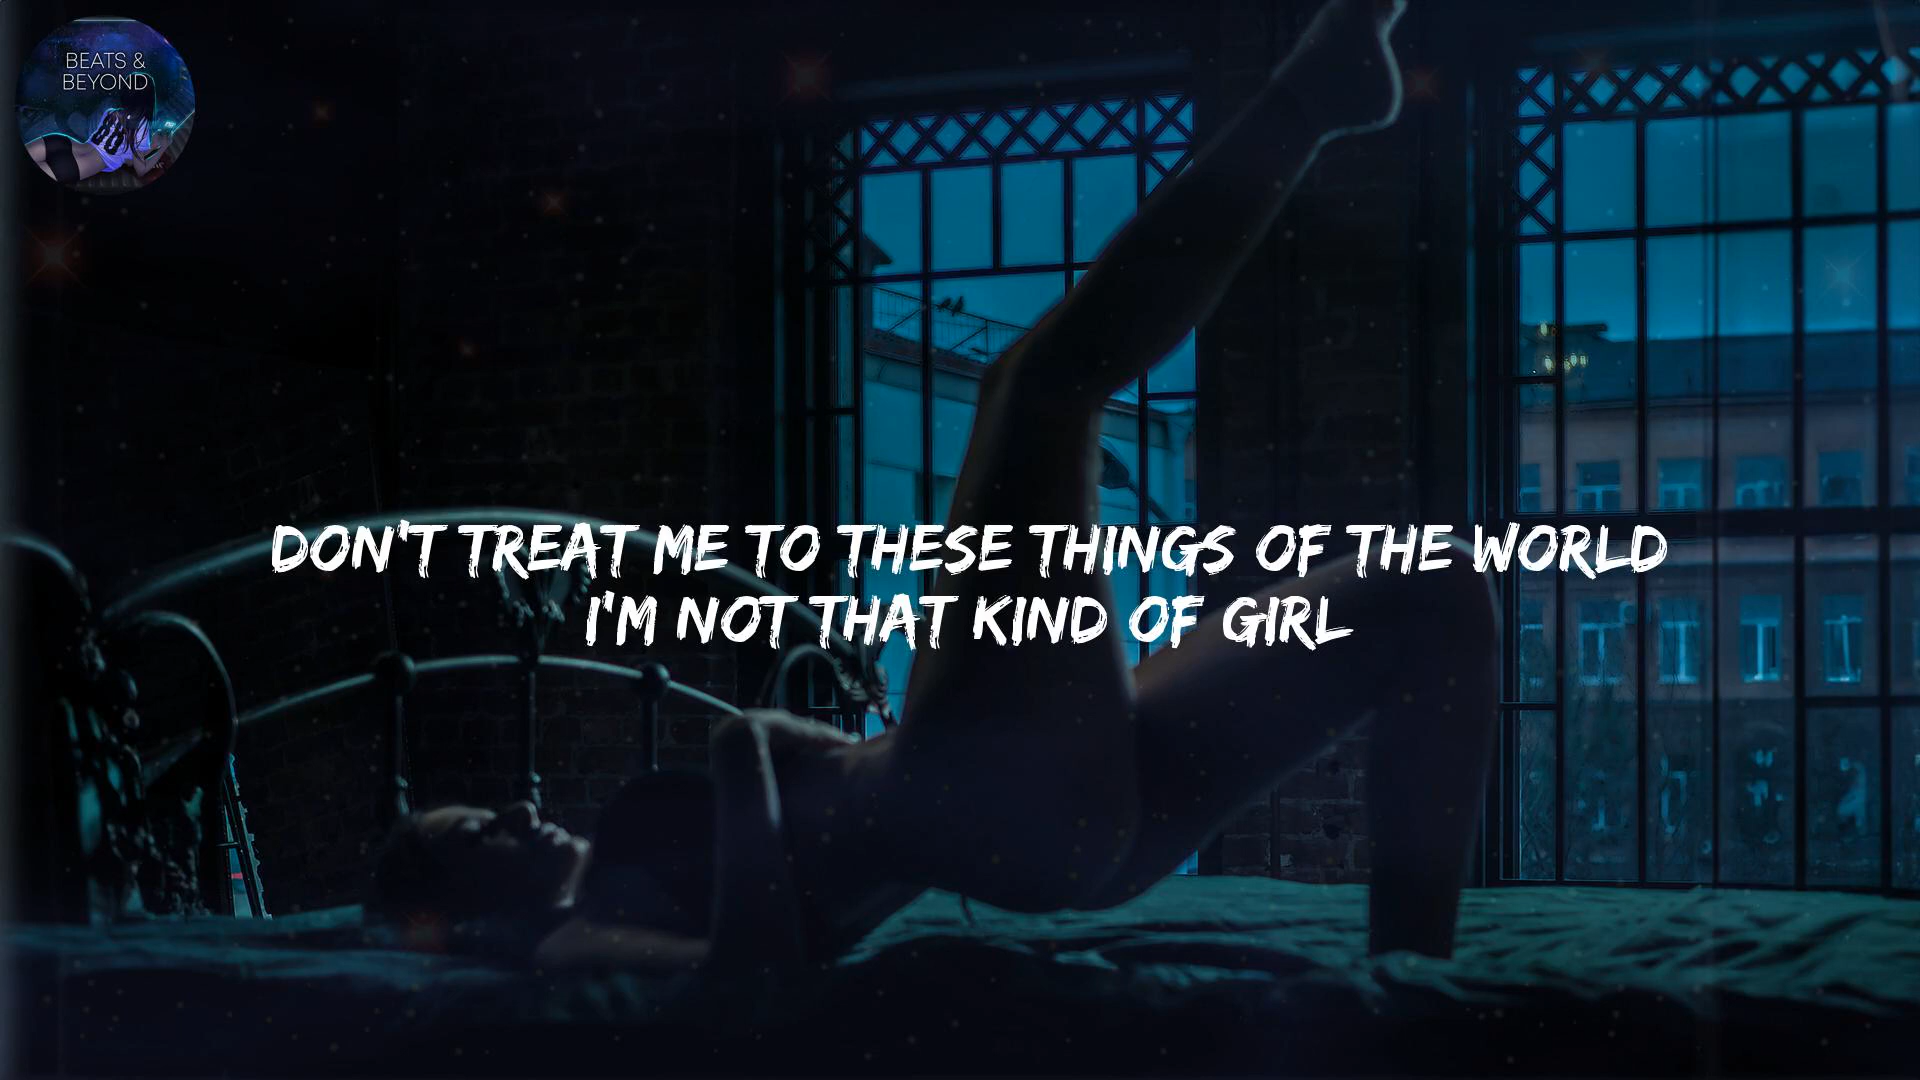 BEATS &
BEYOND
DON'T TREAT ME TO THESE THINGS OF THE WORLD
I'M NOT THAT KIND OF GIRL